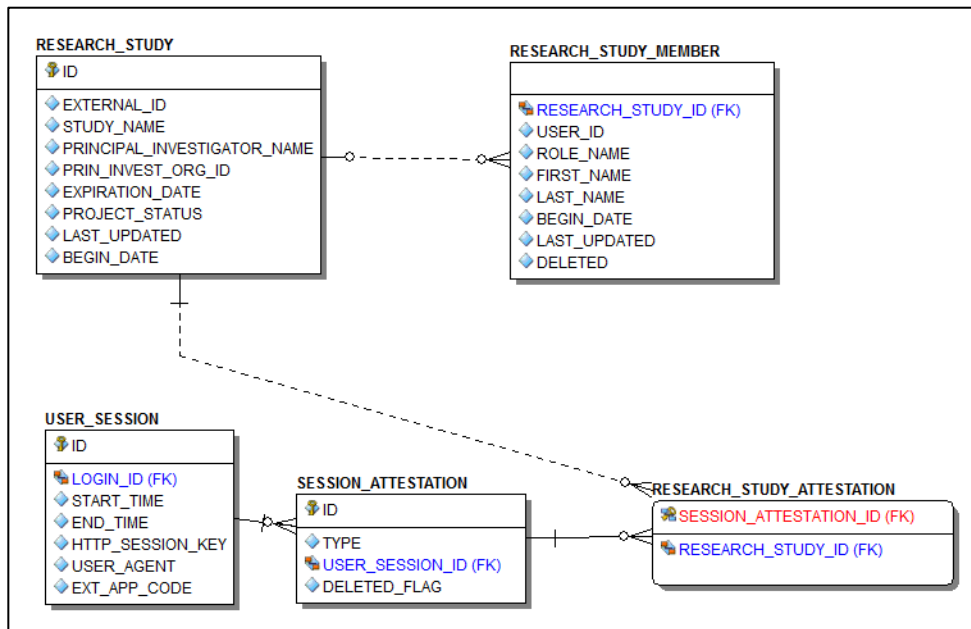 RESEARCH_STUDY
ID
EXTERNAL_ID
STUDY_NAME
PRINCIPAL_INVESTIGATOR_NAME
PRIN_INVEST_ORG_ID
EXPIRATION_DATE
PROJECT_STATUS
LAST_UPDATED
BEGIN_DATE
RESEARCH_STUDY_MEMBER
RESEARCH_STUDY_ID (FK)
USER_ID
ROLE_NAME
FIRST_NAME
LAST_NAME
BEGIN_DATE
LAST_UPDATED
DELETED
USER_SESSION
ID
LOGIN_ID (FK)
START_TIME
END_TIME
HTTP_SESSION_KEY
USER_AGENT
EXT_APP_CODE
SESSION_ATTESTATION
ID
TYPE
USER_SESSION_ID (FK)
DELETED_FLAG
RESEARCH_STUDY_ATTESTATION
SESSION_ATTESTATION_ID (FK)
RESEARCH_STUDY_ID (FK)